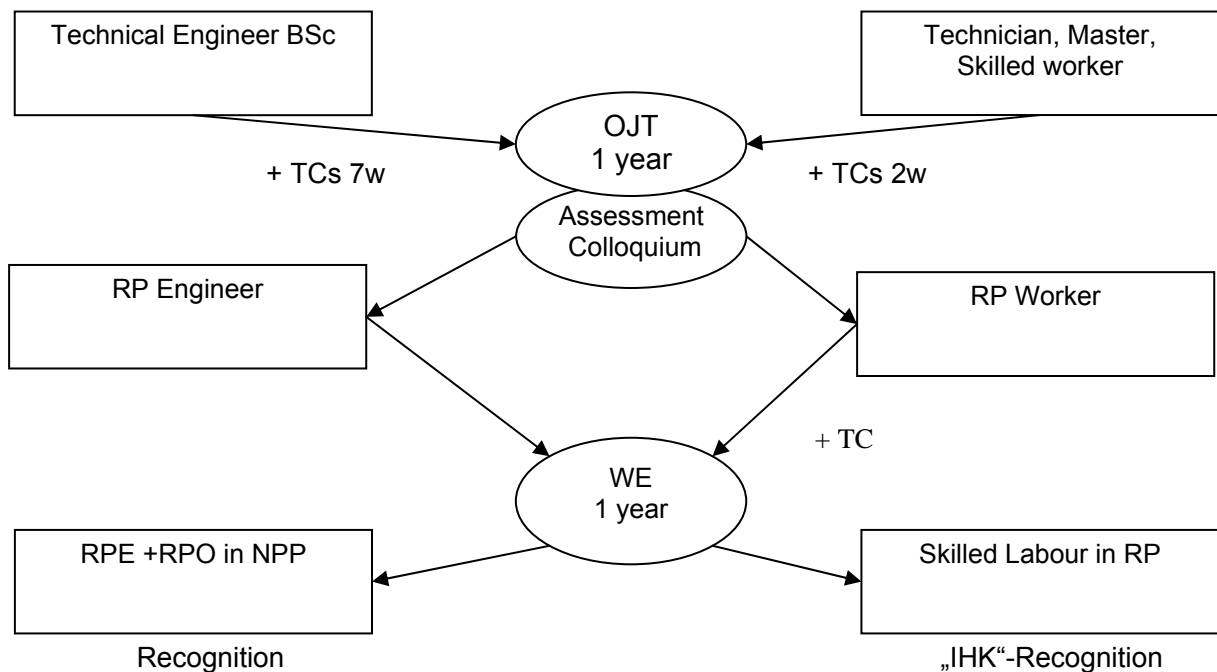 Technical Engineer BSc
Technician, Master,
Skilled worker
OJT
1 year
+ TCs 7w
+ TCs 2w
Assessment
Colloquium
RP Engineer
RP Worker
+ TC
WE
1 year
RPE +RPO in NPP
Skilled Labour in RP
Recognition
„IHK“-Recognition